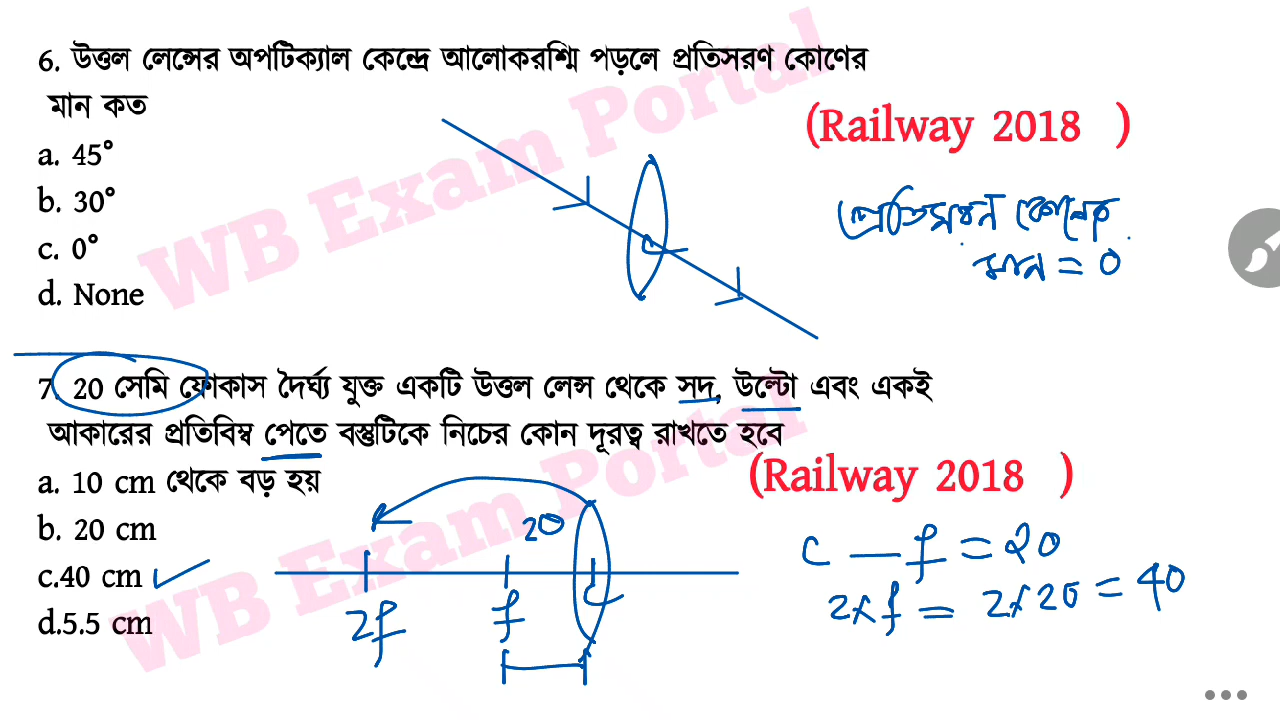 6. উত্তল লেন্সের অপটিক্যাল কেন্দ্রে আলোকরশ্মি পড়লে প্রতিসরণ কোণের
মান কত
(Railway 2018 )
a. 45°
b. 30°
c. 0°
d. None
প্রতিসরন কোনের
মান = 0
c
7. 20 সেমি ফোকাস দৈর্ঘ্য যুক্ত একটি উত্তল লেন্স থেকে সদ, উল্টো এবং একই
আকারের প্রতিবিম্ব পেতে বস্তুটিকে নিচের কোন দূরত্ব রাখতে হবে
(Railway 2018 )
a. 10 cm থেকে বড় হয়
b. 20 cm
c.40 cm
d.5.5 cm
20
2f
f
c
c — f = 20
2×f = 2×20 = 40
WB Exam Portal
WB Exam Portal